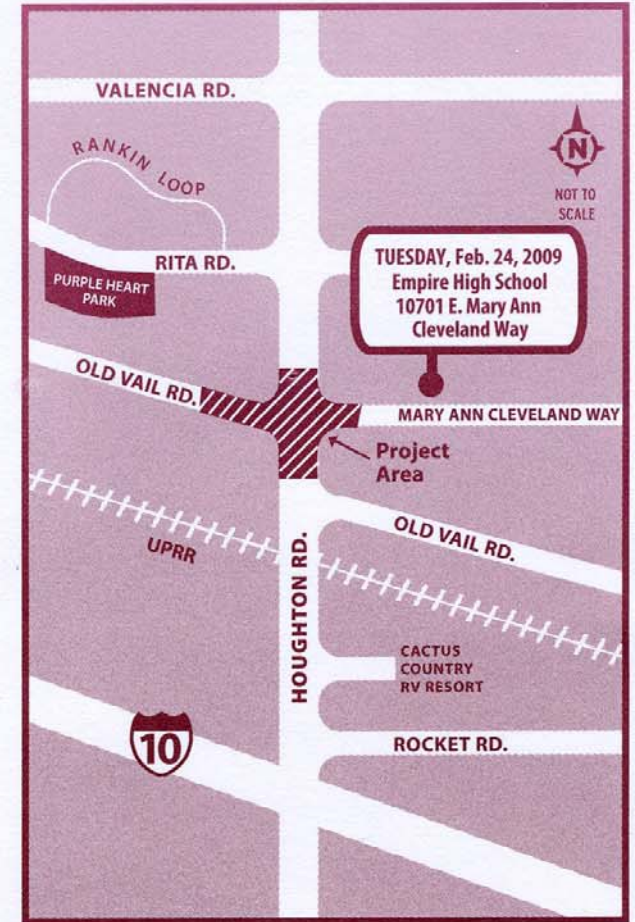 VALENCIA RD.
RANKIN LOOP
N
NOT TO
SCALE
RITA RD.
PURPLE HEART
PARK
TUESDAY, Feb. 24, 2009
Empire High School
10701 E. Mary Ann
Cleveland Way
OLD VAIL RD.
MARY ANN CLEVELAND WAY
Project
Area
OLD VAIL RD.
UPRR
HOUGHTON RD.
CACTUS
COUNTRY
RV RESORT
10
ROCKET RD.